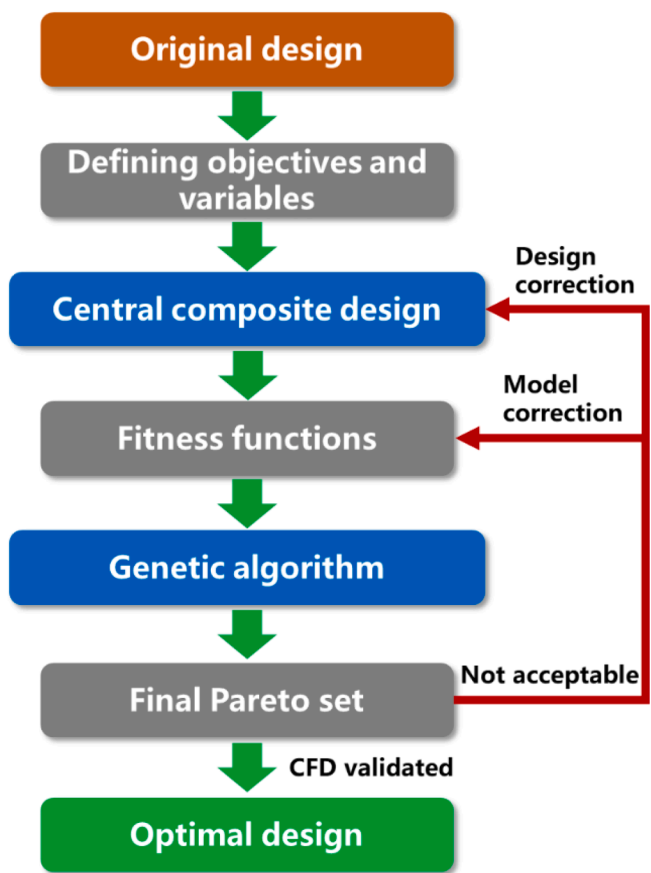 Original design
Defining objectives and
variables
Design
correction
Central composite design
Model
correction
Fitness functions
Genetic algorithm
Not acceptable
Final Pareto set
CFD validated
Optimal design